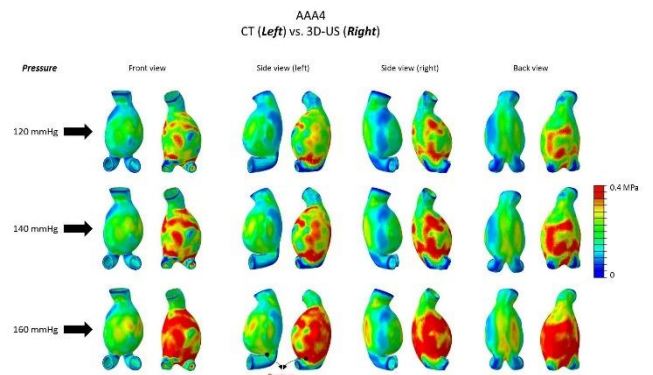 AAA4
CT (Left) vs. 3D-US (Right)
Pressure
Front view
Side view (left)
Side view (right)
Back view
120 mmHg
140 mmHg
0.4 MPa
0
160 mmHg